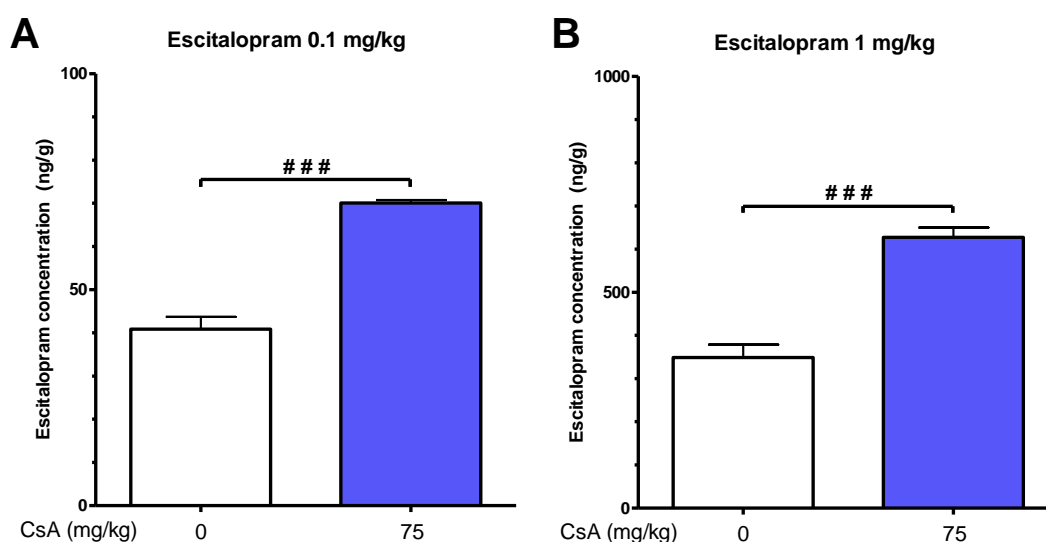 A
Escitalopram 0.1 mg/kg
Escitalopram concentration (ng/g)
100
50
0
# # #
CsA (mg/kg)
0
75
B
Escitalopram 1 mg/kg
Escitalopram concentration (ng/g)
1000
500
0
# # #
CsA (mg/kg)
0
75